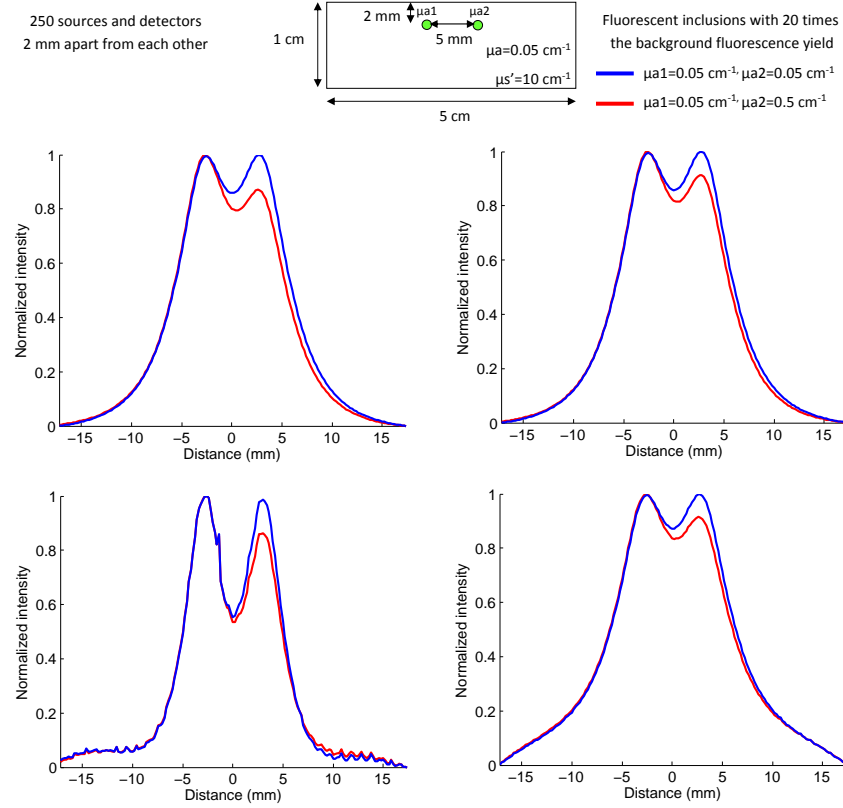 250 sources and detectors
2 mm apart from each other
1 cm
2 mm
µa1
µa2
5 mm
µa=0.05 cm⁻¹
µs'=10 cm⁻¹
5 cm
Fluorescent inclusions with 20 times
the background fluorescence yield
µa1=0.05 cm⁻¹, µa2=0.05 cm⁻¹
µa1=0.05 cm⁻¹, µa2=0.5 cm⁻¹
Normalized intensity
1
0.8
0.6
0.4
0.2
0
−15 −10 −5 0 5 10 15
Distance (mm)
Normalized intensity
1
0.8
0.6
0.4
0.2
0
−15 −10 −5 0 5 10 15
Distance (mm)
Normalized intensity
1
0.8
0.6
0.4
0.2
0
−15 −10 −5 0 5 10 15
Distance (mm)
Normalized intensity
1
0.8
0.6
0.4
0.2
0
−15 −10 −5 0 5 10 15
Distance (mm)